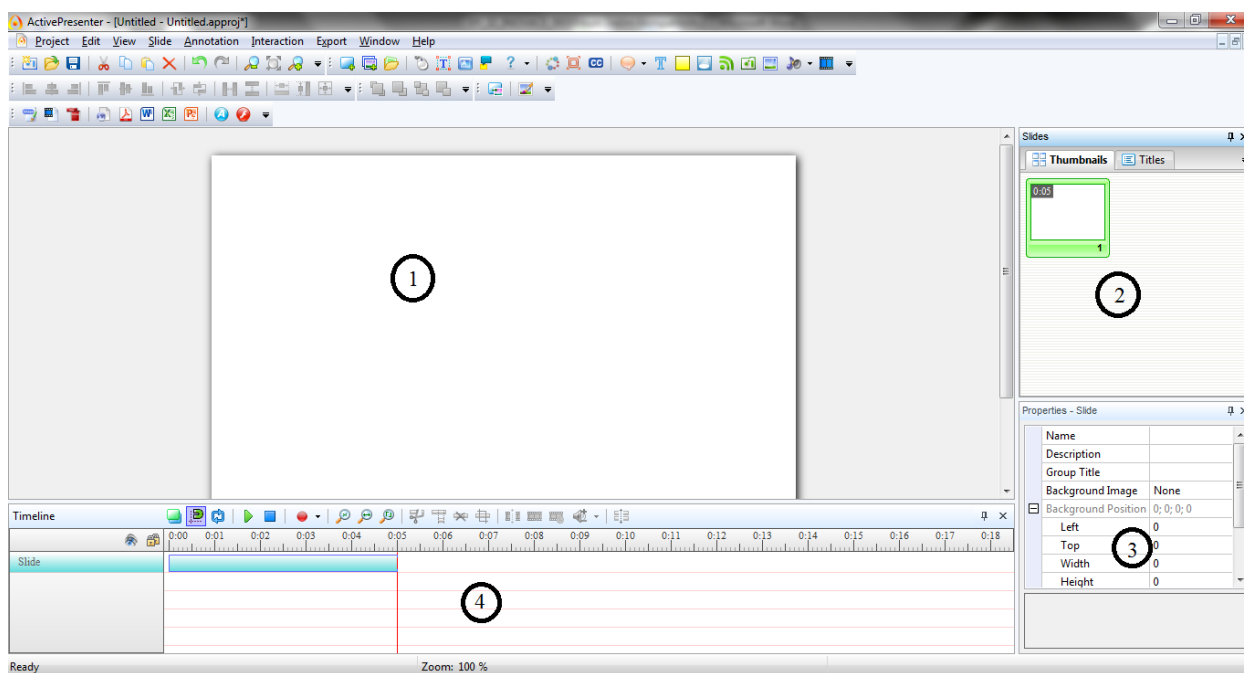 ActivePresenter - [Untitled - Untitled.approj*]
Project Edit View Slide Annotation Interaction Export Window Help
Slides
Thumbnails Titles
0:05
1
1
2
Properties - Slide
Name
Description
Group Title
Background Image None
Background Position 0; 0; 0; 0
Left 0
Top 0
Width 0
Height 0
3
Timeline
0:00 0:01 0:02 0:03 0:04 0:05 0:06 0:07 0:08 0:09 0:10 0:11 0:12 0:13 0:14 0:15 0:16 0:17 0:18
Slide
4
Ready Zoom: 100 %